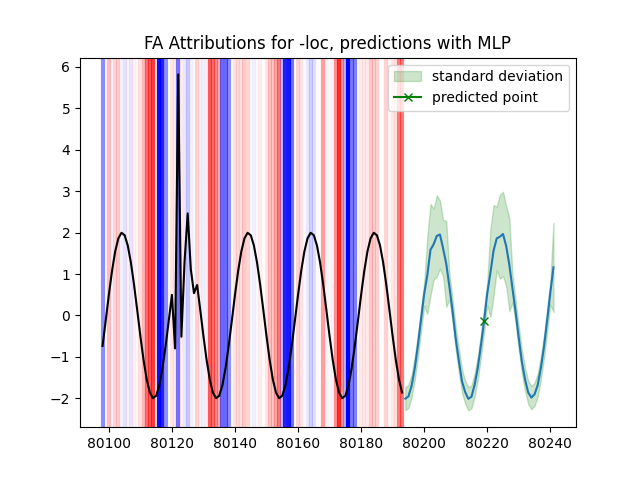 FA Attributions for -loc, predictions with MLP
standard deviation
predicted point
6
5
4
3
2
1
0
−1
−2
80100 80120 80140 80160 80180 80200 80220 80240